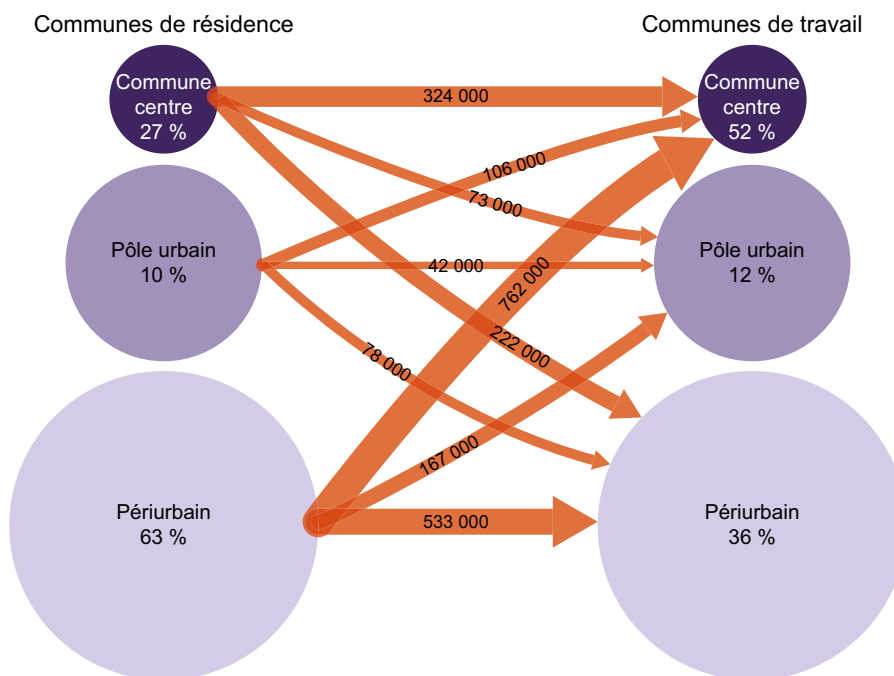 Communes de résidence
Communes de travail
Commune
centre
27 %
324 000
Commune
centre
52 %
106 000
73 000
Pôle urbain
10 %
42 000
Pôle urbain
12 %
762 000
222 000
78 000
167 000
Périurbain
63 %
533 000
Périurbain
36 %